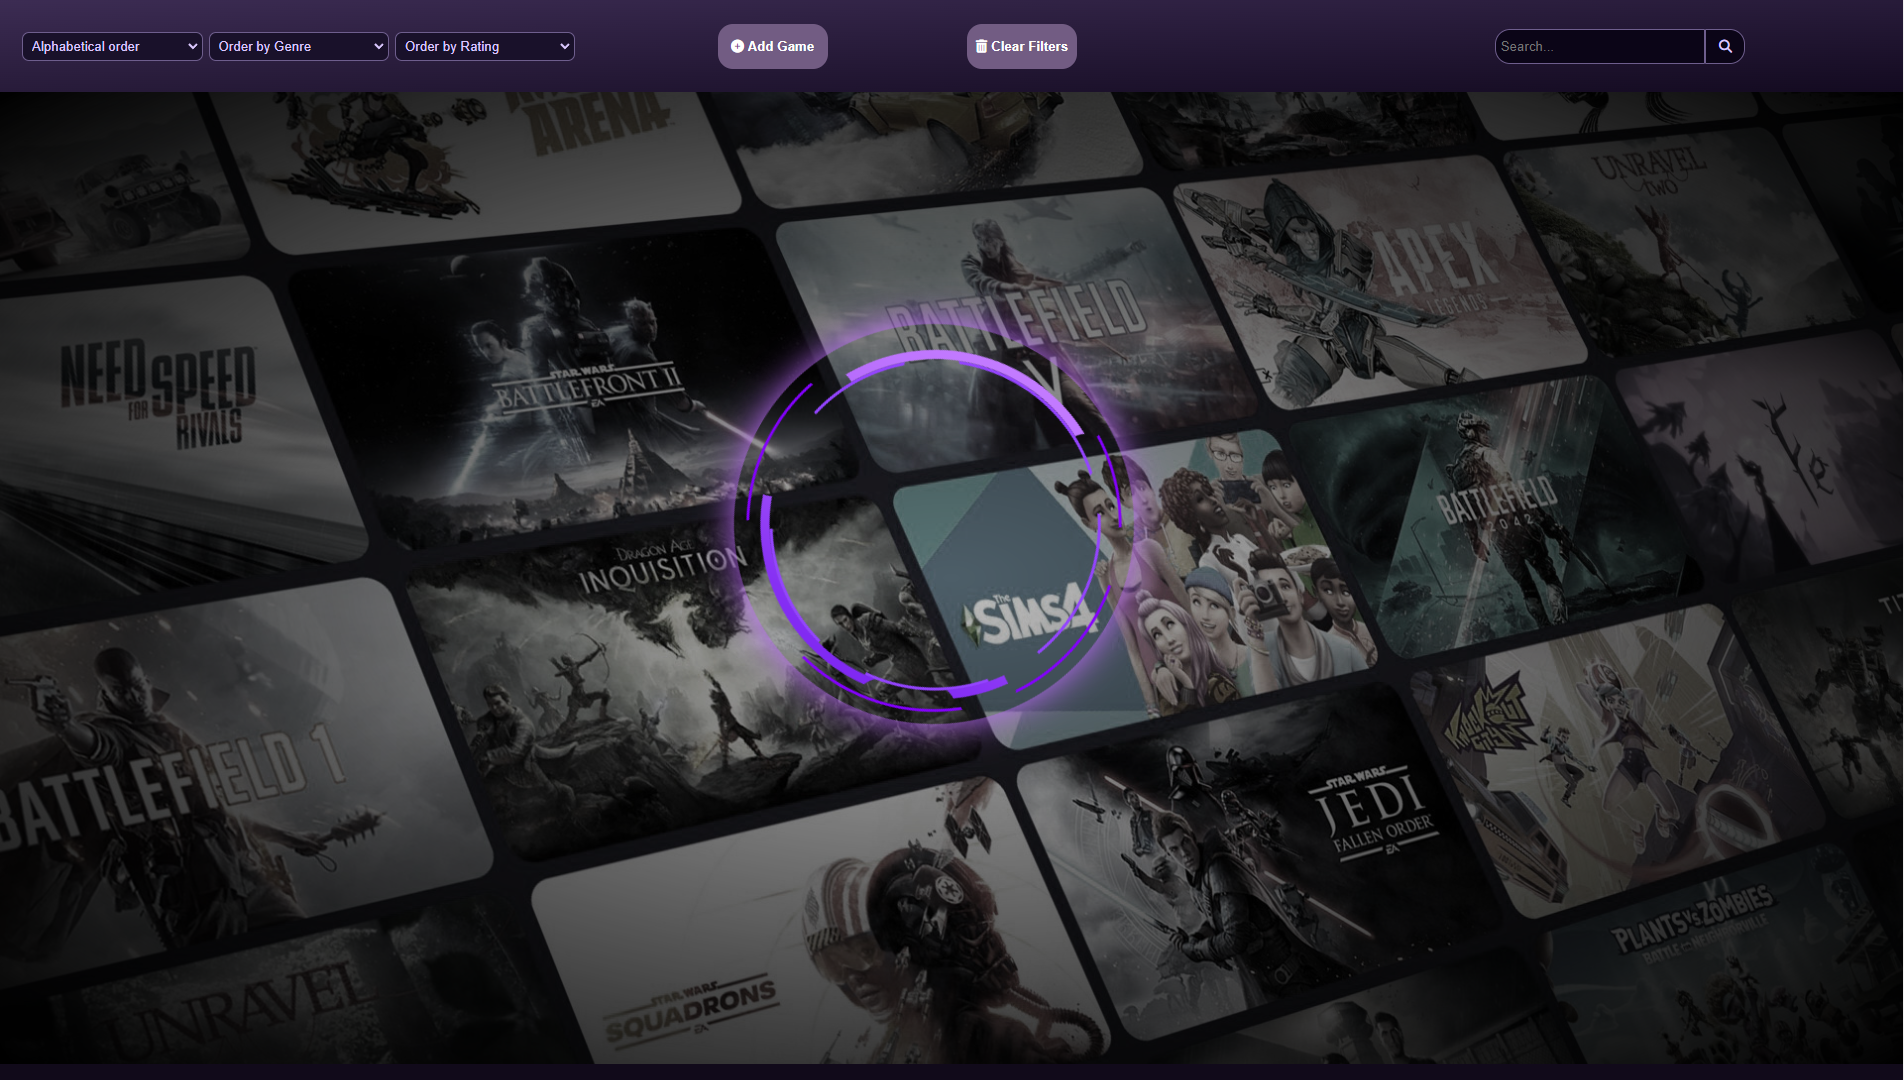 Alphabetical order
Order by Genre
Order by Rating
Add Game
Clear Filters
Search...
ARENA
UNRAVEL
TWO
BATTLEFIELD
V
APEX
LEGENDS
NEED
FOR SPEED
RIVALS
STAR WARS
BATTLEFRONT II
EA
DRAGON AGE
INQUISITION
The
SiMS 4
BATTLEFIELD
2042
BATTLEFIELD 1
STAR WARS
JEDI
FALLEN ORDER
EA
KNOCKOUT
CITY
STAR WARS
SQUADRONS
EA
PLANTS VS. ZOMBIES
BATTLE FOR NEIGHBORVILLE
UNRAVEL